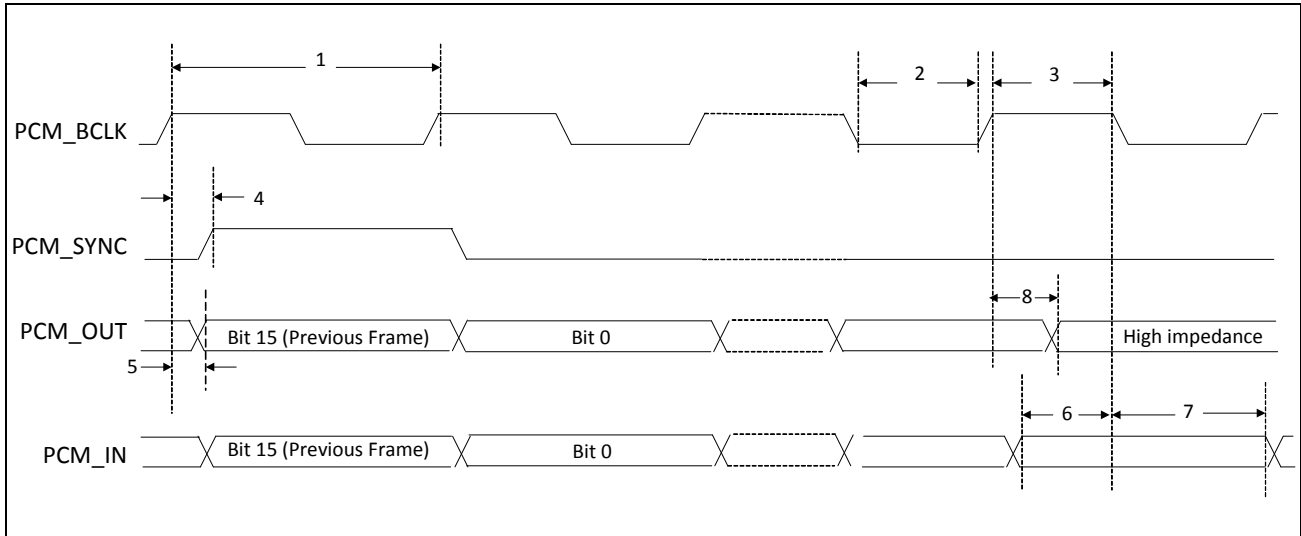 1
2
3
PCM_BCLK
4
PCM_SYNC
8
PCM_OUT
Bit 15 (Previous Frame)
Bit 0
High impedance
5
6
7
PCM_IN
Bit 15 (Previous Frame)
Bit 0